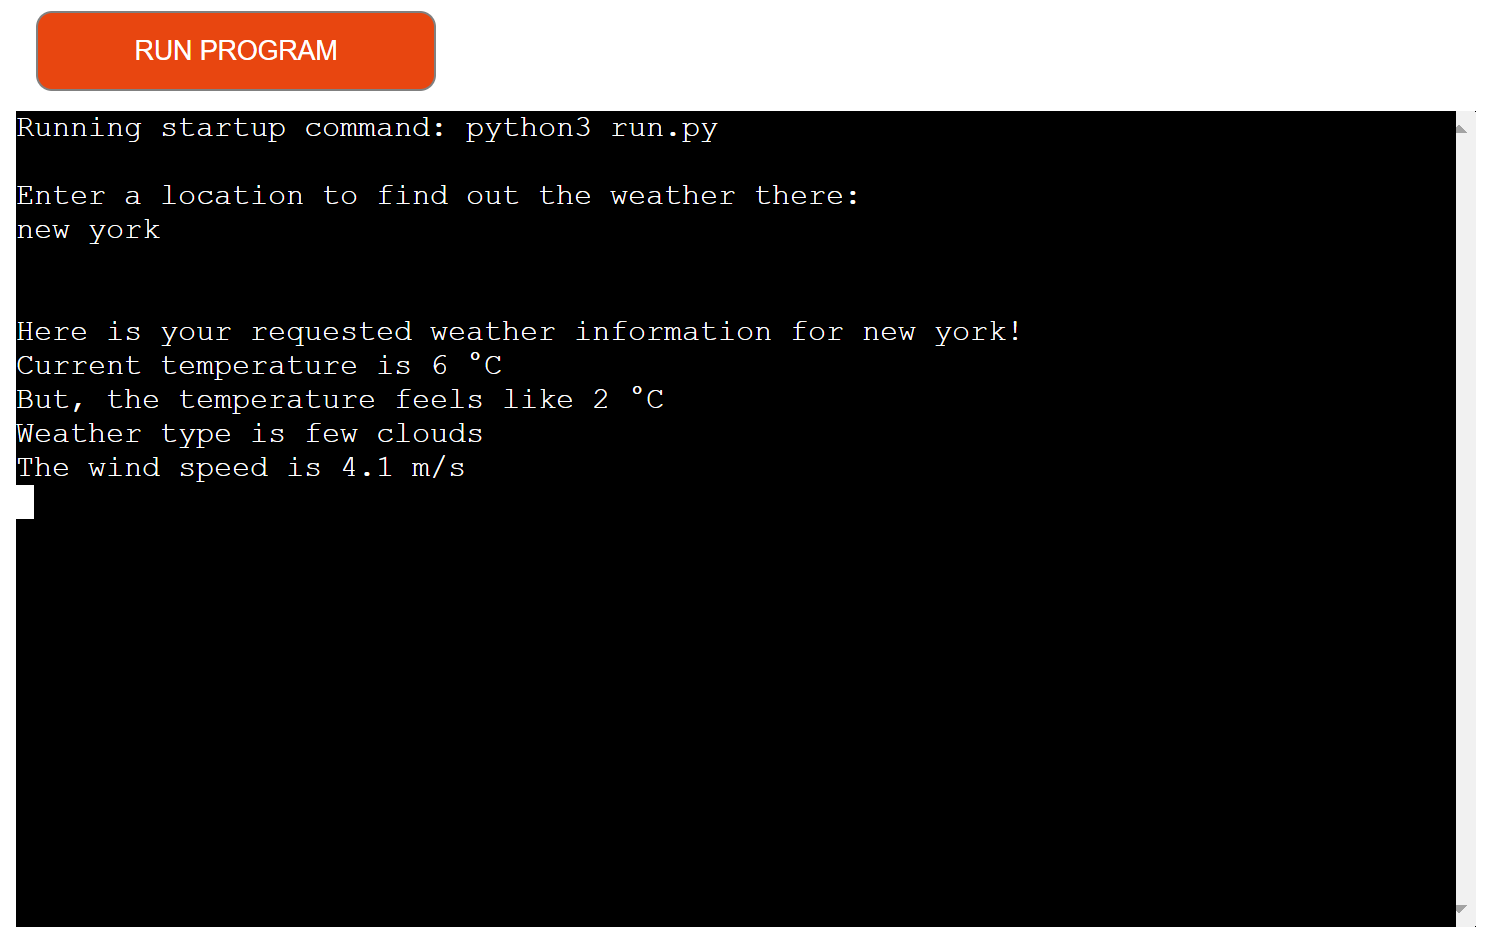 RUN PROGRAM
Running startup command: python3 run.py
Enter a location to find out the weather there:
new york
Here is your requested weather information for new york!
Current temperature is 6 °C
But, the temperature feels like 2 °C
Weather type is few clouds
The wind speed is 4.1 m/s